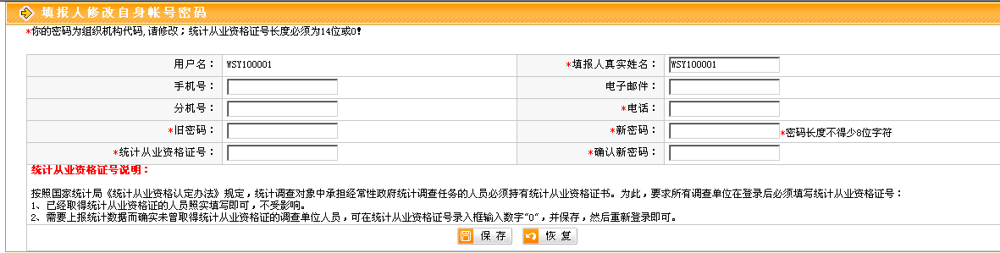 填报人修改自身帐号密码
*你的密码为组织机构代码,请修改；统计从业资格证号长度必须为14位或0!
用户名： WSY100001 *填报人真实姓名： WSY100001
手机号： 电子邮件：
分机号： *电话：
*旧密码： *新密码： *密码长度不得少8位字符
*统计从业资格证号： *确认新密码：
统计从业资格证号说明：
按照国家统计局《统计从业资格认定办法》规定，统计调查对象中承担经常性政府统计调查任务的人员必须持有统计从业资格证书。为此，要求所有调查单位在登录后必须填写统计从业资格证号：
1、已经取得统计从业资格证的人员照实填写即可，不受影响。
2、需要上报统计数据而确实未曾取得统计从业资格证的调查单位人员，可在统计从业资格证号录入框输入数字“0”，并保存，然后重新登录即可。
保存 恢复